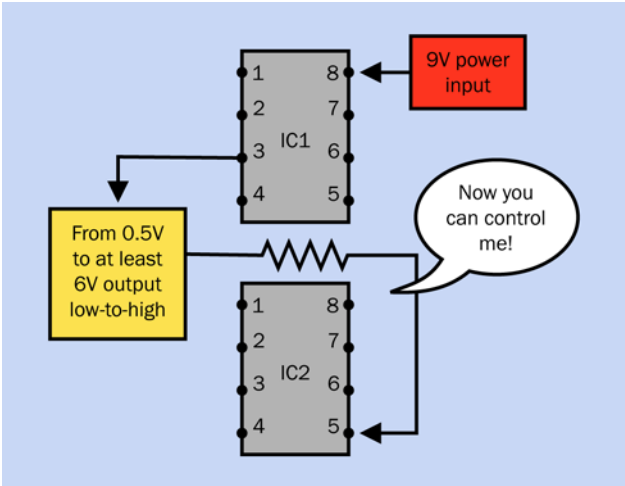 9V power
input
1 8
2 7
IC1
3 6
4 5
Now you
can control
me!
From 0.5V
to at least
6V output
low-to-high
1 8
2 7
IC2
3 6
4 5